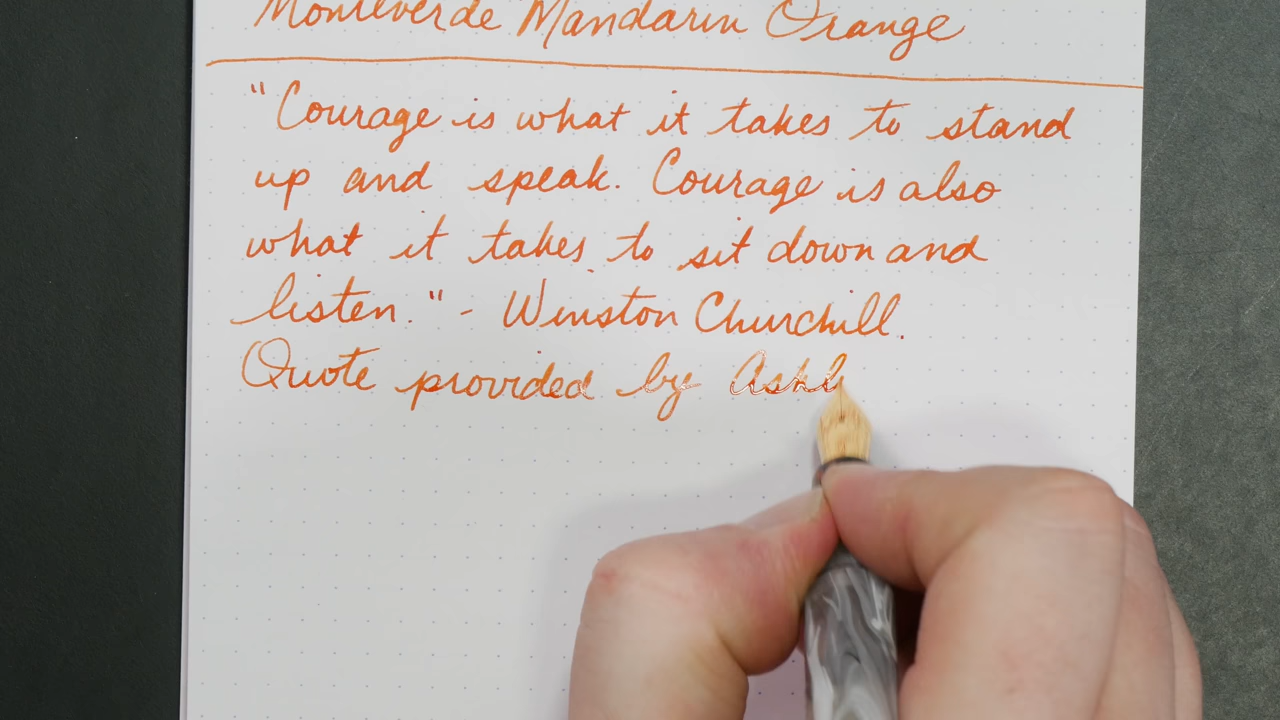 Monteverde Mandarin Orange
"Courage is what it takes to stand
up and speak. Courage is also
what it takes to sit down and
listen." - Winston Churchill.
Quote provided by